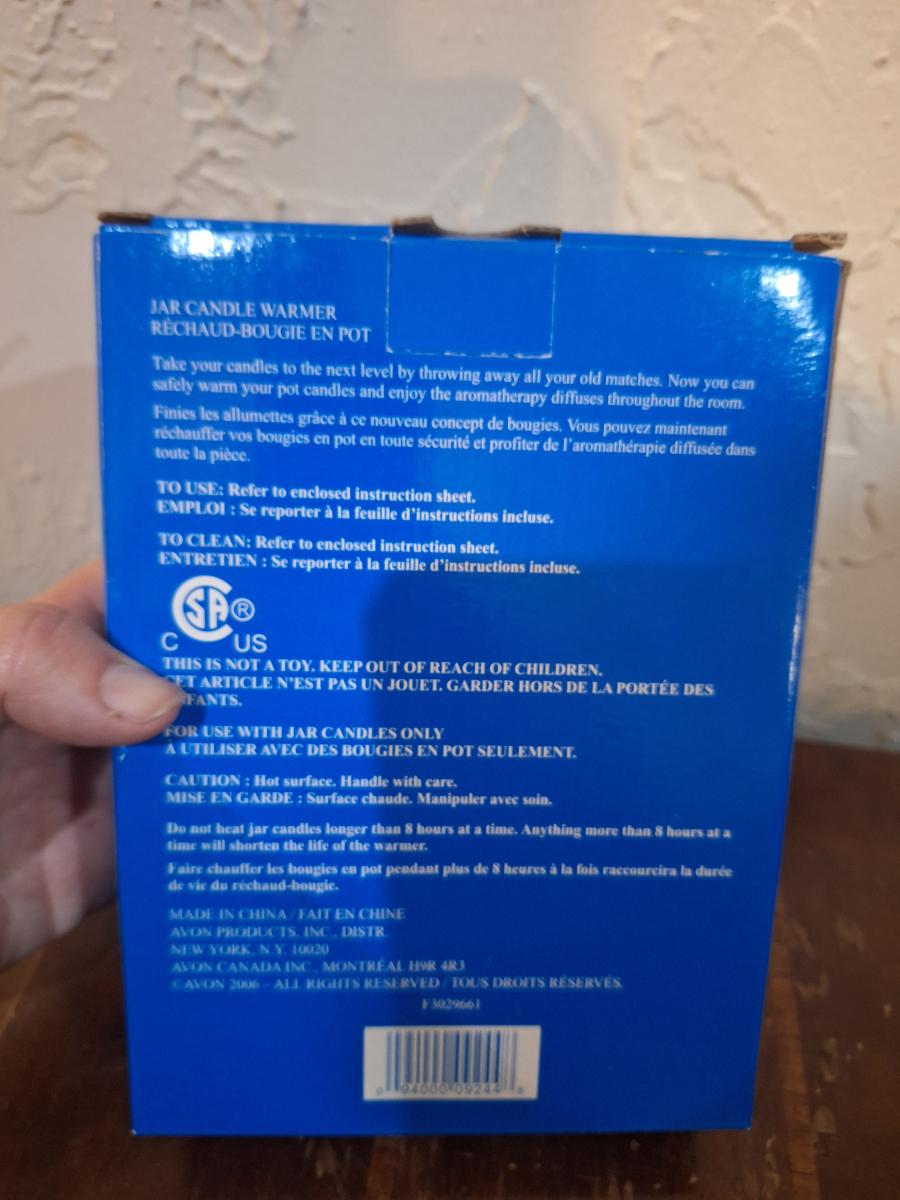 JAR CANDLE WARMER
RÉCHAUD-BOUGIE EN POT
Take your candles to the next level by throwing away all your old matches. Now you can
safely warm your pot candles and enjoy the aromatherapy diffuses throughout the room.
Finies les allumettes grâce à ce nouveau concept de bougies. Vous pouvez maintenant
réchauffer vos bougies en pot en toute sécurité et profiter de l'aromathérapie diffusée dans
toute la pièce.
TO USE: Refer to enclosed instruction sheet.
EMPLOI : Se reporter à la feuille d'instructions incluse.
TO CLEAN: Refer to enclosed instruction sheet.
ENTRETIEN : Se reporter à la feuille d'instructions incluse.
CSA®
C US
THIS IS NOT A TOY. KEEP OUT OF REACH OF CHILDREN.
CET ARTICLE N'EST PAS UN JOUET. GARDER HORS DE LA PORTÉE DES
FANTS.
FOR USE WITH JAR CANDLES ONLY
À UTILISER AVEC DES BOUGIES EN POT SEULEMENT.
CAUTION : Hot surface. Handle with care.
MISE EN GARDE : Surface chaude. Manipuler avec soin.
Do not heat jar candles longer than 8 hours at a time. Anything more than 8 hours at a
time will shorten the life of the warmer.
Faire chauffer les bougies en pot pendant plus de 8 heures à la fois raccourcira la durée
de vie du réchaud-bougie.
MADE IN CHINA / FAIT EN CHINE
AVON PRODUCTS, INC., DISTR.
NEW YORK, N.Y. 10020
AVON CANADA INC., MONTRÉAL H9R 4R3
©AVON 2006 - ALL RIGHTS RESERVED / TOUS DROITS RÉSERVÉS.
F3029661
0 94000 09244 8